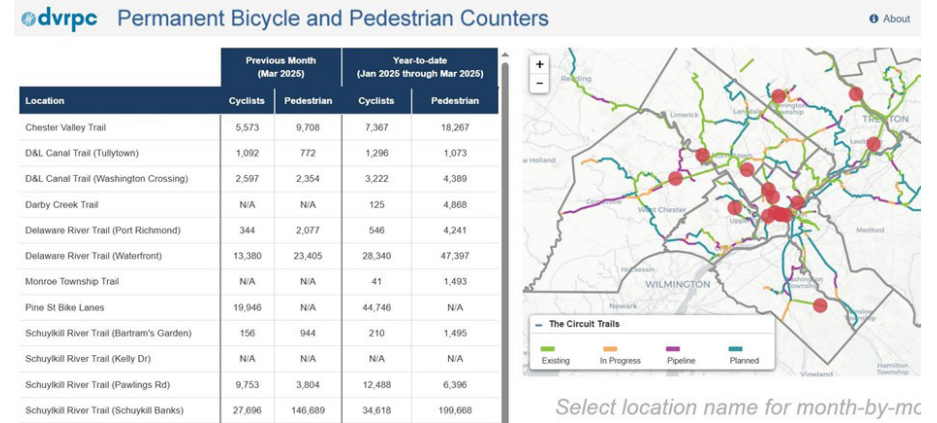 dvrpc Permanent Bicycle and Pedestrian Counters
About
Previous Month
(Mar 2025)
Year-to-date
(Jan 2025 through Mar 2025)
Location Cyclists Pedestrian Cyclists Pedestrian
Chester Valley Trail 5,573 9,708 7,367 18,267
D&L Canal Trail (Tullytown) 1,092 772 1,296 1,073
D&L Canal Trail (Washington Crossing) 2,597 2,354 3,222 4,389
Darby Creek Trail N/A N/A 125 4,868
Delaware River Trail (Port Richmond) 344 2,077 546 4,241
Delaware River Trail (Waterfront) 13,380 23,405 28,340 47,397
Monroe Township Trail N/A N/A 41 1,493
Pine St Bike Lanes 19,946 N/A 44,746 N/A
Schuylkill River Trail (Bartram's Garden) 156 944 210 1,495
Schuylkill River Trail (Kelly Dr) N/A N/A N/A N/A
Schuylkill River Trail (Pawlings Rd) 9,753 3,804 12,488 6,396
Schuylkill River Trail (Schuykill Banks) 27,696 146,689 34,618 199,668
+
−
Reading
Limerick
Township
TRENTON
w Holland
West Chester
Medford
WILMINGTON
Newark
Township
Vineland
Hamilton
Township
− The Circuit Trails
Existing In Progress Pipeline Planned
Select location name for month-by-mo